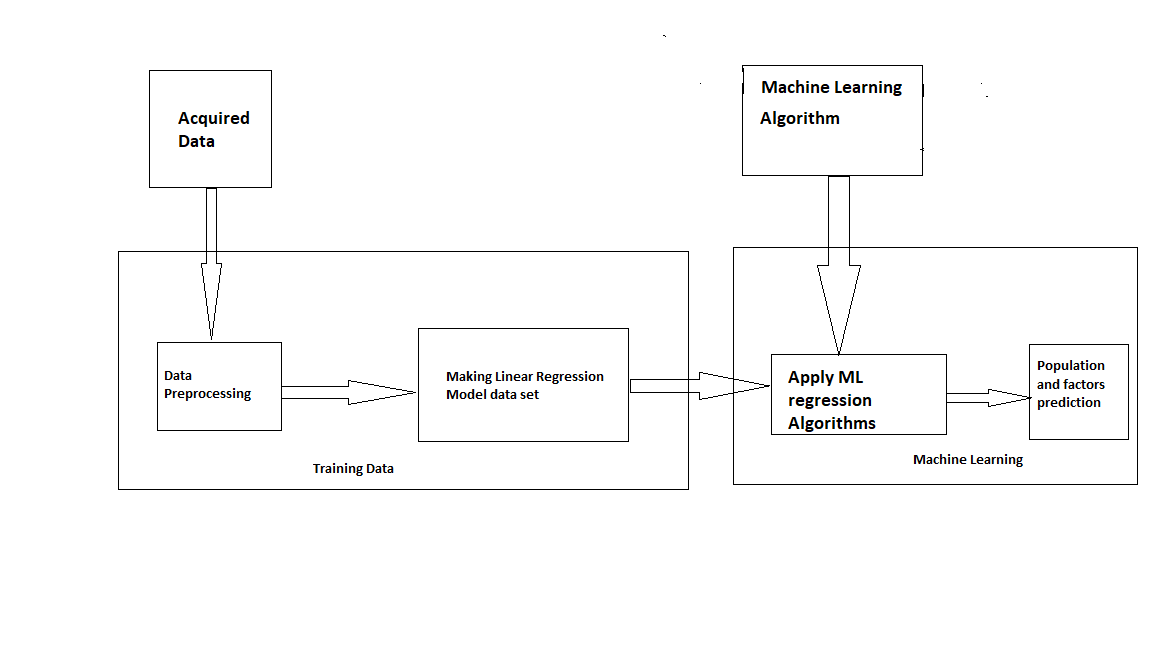 Acquired
Data
Machine Learning
Algorithm
Data
Preprocessing
Making Linear Regression
Model data set
Training Data
Apply ML
regression
Algorithms
Population
and factors
prediction
Machine Learning